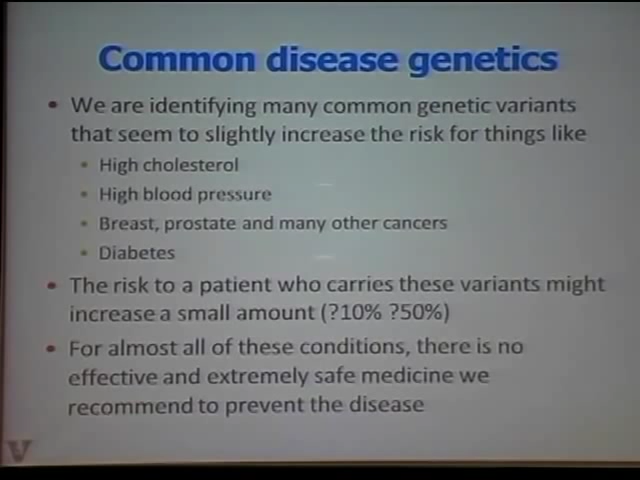 Common disease genetics
• We are identifying many common genetic variants
that seem to slightly increase the risk for things like
• High cholesterol
• High blood pressure
• Breast, prostate and many other cancers
• Diabetes
• The risk to a patient who carries these variants might
increase a small amount (?10% ?50%)
• For almost all of these conditions, there is no
effective and extremely safe medicine we
recommend to prevent the disease
V